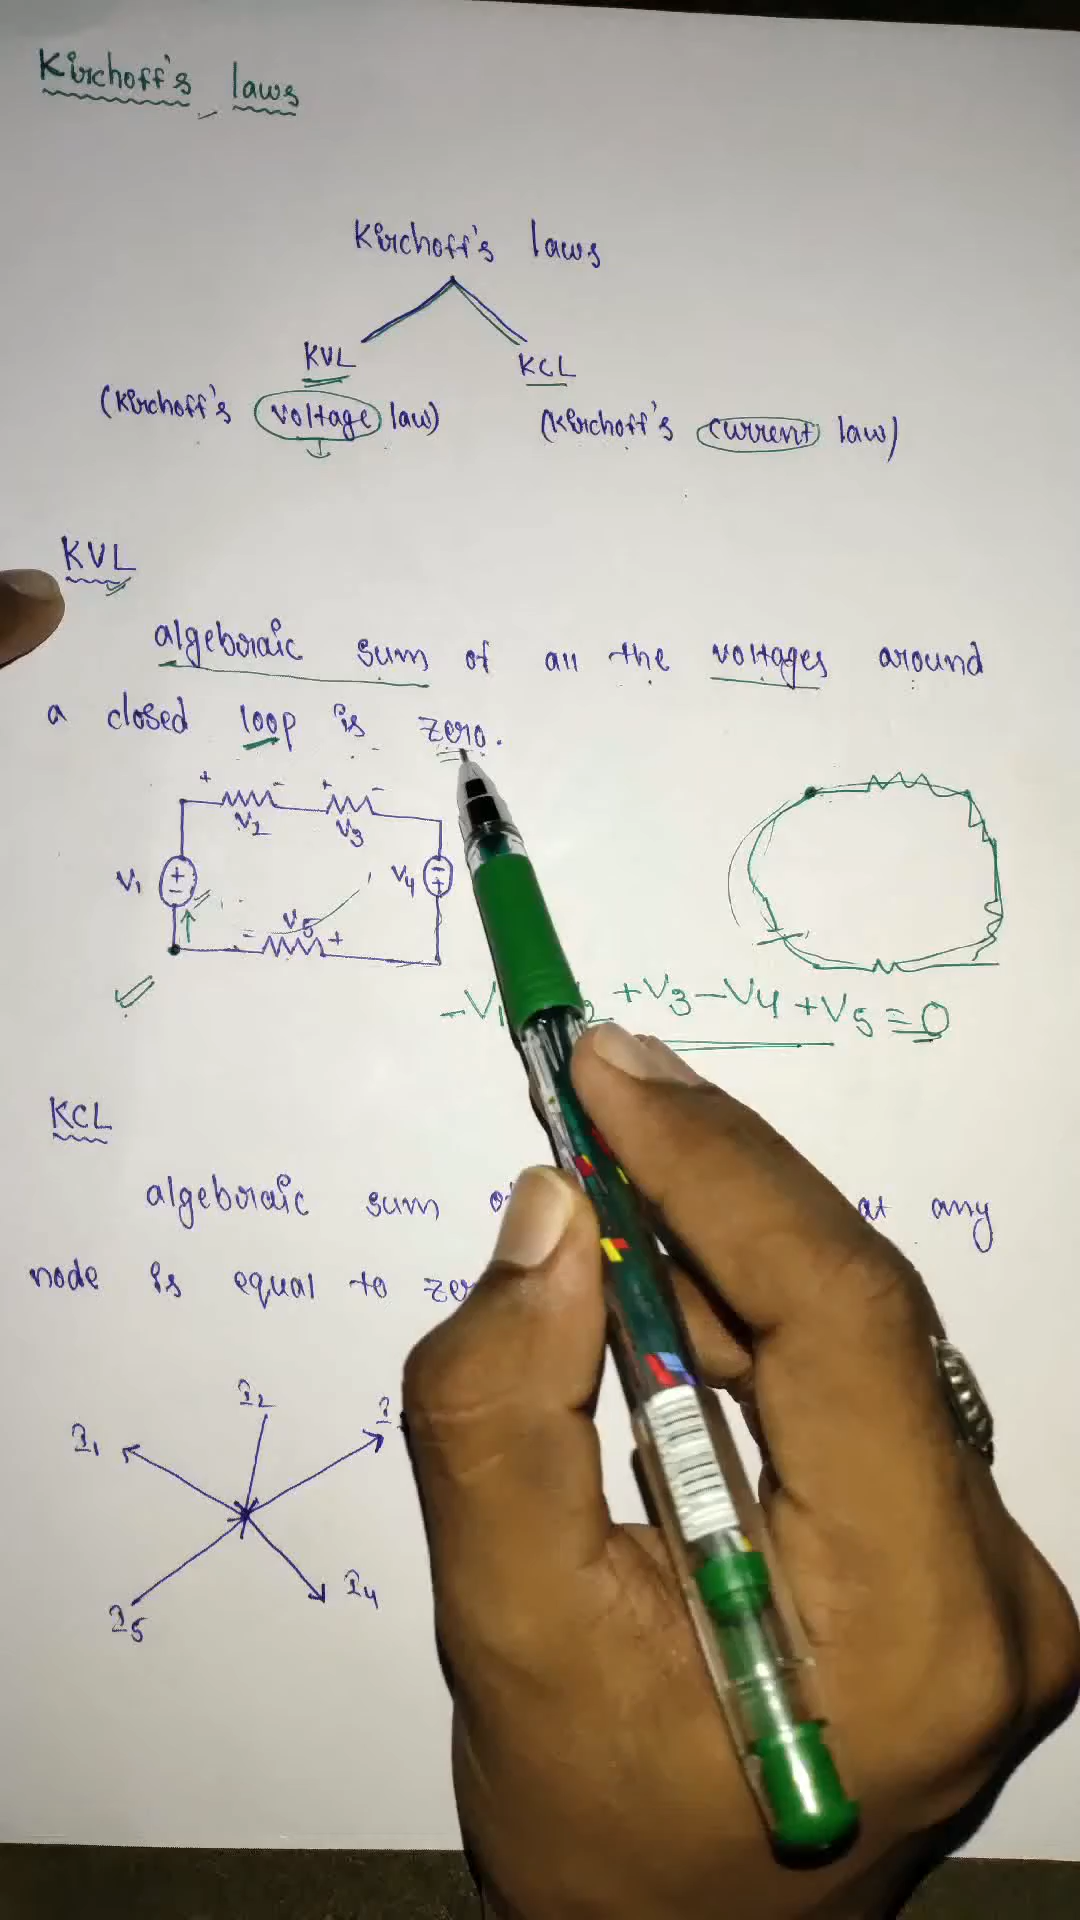 Kirchoff's laws
Kirchoff's laws
KVL KCL
(Kirchoff's voltage law) (Kirchoff's current law)
KVL
algebraic sum of all the voltages around
a closed loop is zero.
+ - + -
V2 V3
V1 + - V4 - +
V5
- +
-V1 2 +V3 -V4 +V5 = 0
KCL
algebraic sum at any
node is equal to
I2
I1
I4
I5